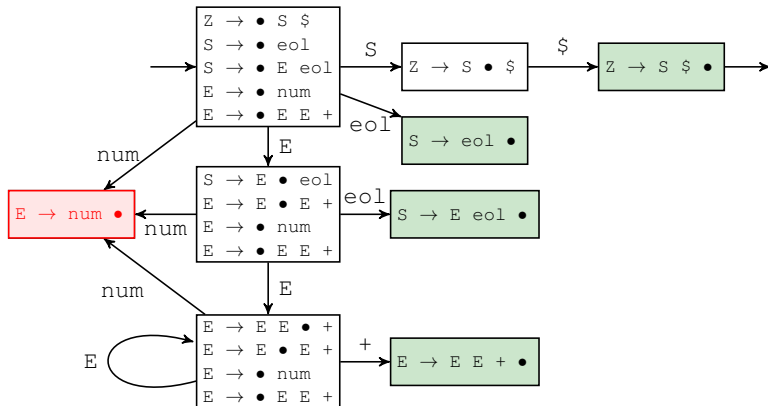 Z → • S $
S → • eol
S → • E eol
E → • num
E → • E E +
S
Z → S • $
$
Z → S $ •
eol
S → eol •
num
E
S → E • eol
E → E • E +
E → • num
E → • E E +
eol
S → E eol •
E → num •
num
num
E
E → E E • +
E → E • E +
E → • num
E → • E E +
E
+
E → E E + •